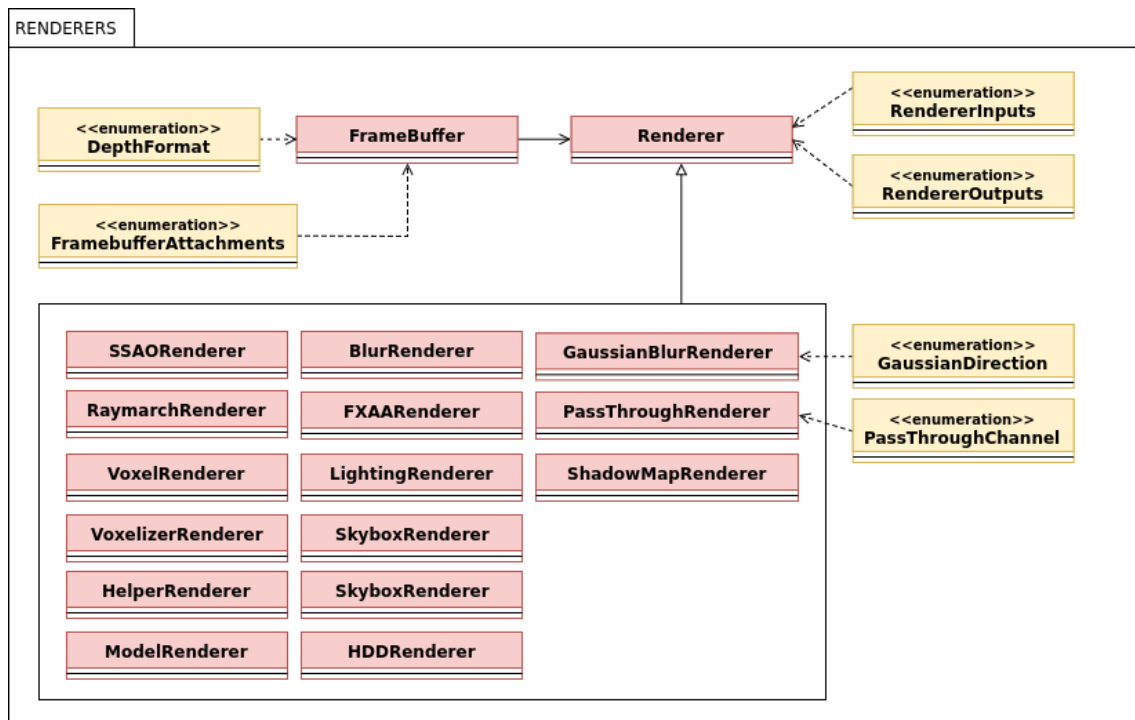 RENDERERS
<<enumeration>>
DepthFormat
FrameBuffer
Renderer
<<enumeration>>
RendererInputs
<<enumeration>>
RendererOutputs
<<enumeration>>
FramebufferAttachments
SSAORenderer
BlurRenderer
GaussianBlurRenderer
<<enumeration>>
GaussianDirection
RaymarchRenderer
FXAARenderer
PassThroughRenderer
<<enumeration>>
PassThroughChannel
VoxelRenderer
LightingRenderer
ShadowMapRenderer
VoxelizerRenderer
SkyboxRenderer
HelperRenderer
SkyboxRenderer
ModelRenderer
HDDRenderer